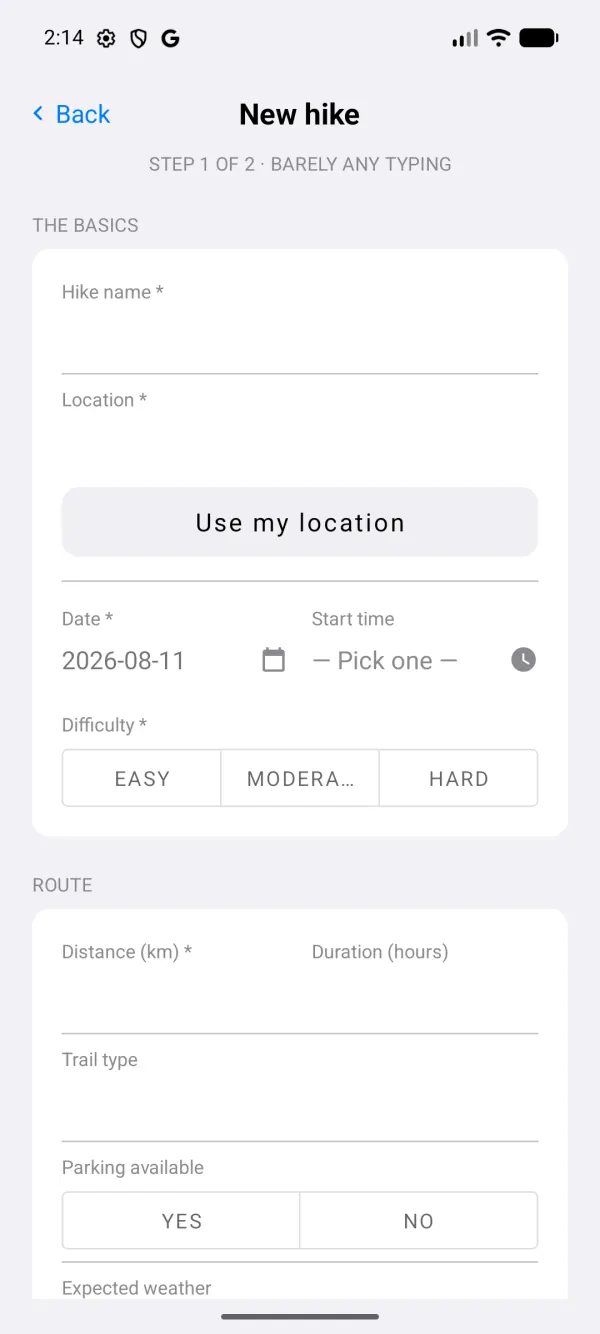 2:14
Back
New hike
STEP 1 OF 2 · BARELY ANY TYPING
THE BASICS
Hike name *
Location *
Use my location
Date * Start time
2026-08-11 — Pick one —
Difficulty *
EASY MODERA... HARD
ROUTE
Distance (km) * Duration (hours)
Trail type
Parking available
YES NO
Expected weather